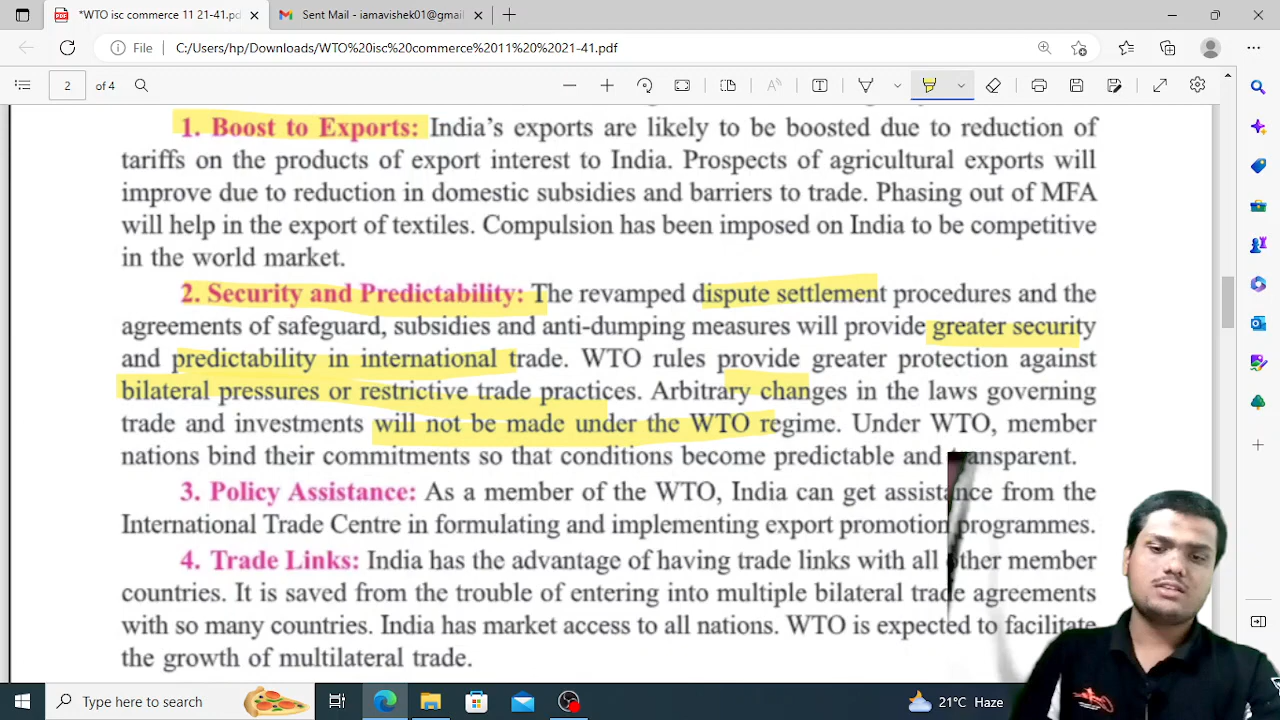 "WTO isc commerce 11 21-41.pd
Sent Mail - iamavishek01@gmail
File
C:/Users/hp/Downloads/WTO%20isc%20commerce%2011%20%2021-41.pdf
2 of 4
1. Boost to Exports: India's exports are likely to be boosted due to reduction of
tariffs on the products of export interest to India. Prospects of agricultural exports will
improve due to reduction in domestic subsidies and barriers to trade. Phasing out of MFA
will help in the export of textiles. Compulsion has been imposed on India to be competitive
in the world market.
2. Security and Predictability: The revamped dispute settlement procedures and the
agreements of safeguard, subsidies and anti-dumping measures will provide greater security
and predictability in international trade. WTO rules provide greater protection against
bilateral pressures or restrictive trade practices. Arbitrary changes in the laws governing
trade and investments will not be made under the WTO regime. Under WTO, member
nations bind their commitments so that conditions become predictable and transparent.
3. Policy Assistance: As a member of the WTO, India can get assistance from the
International Trade Centre in formulating and implementing export promotion programmes.
4. Trade Links: India has the advantage of having trade links with all other member
countries. It is saved from the trouble of entering into multiple bilateral trade agreements
with so many countries. India has market access to all nations. WTO is expected to facilitate
the growth of multilateral trade.
Type here to search
21°C Haze